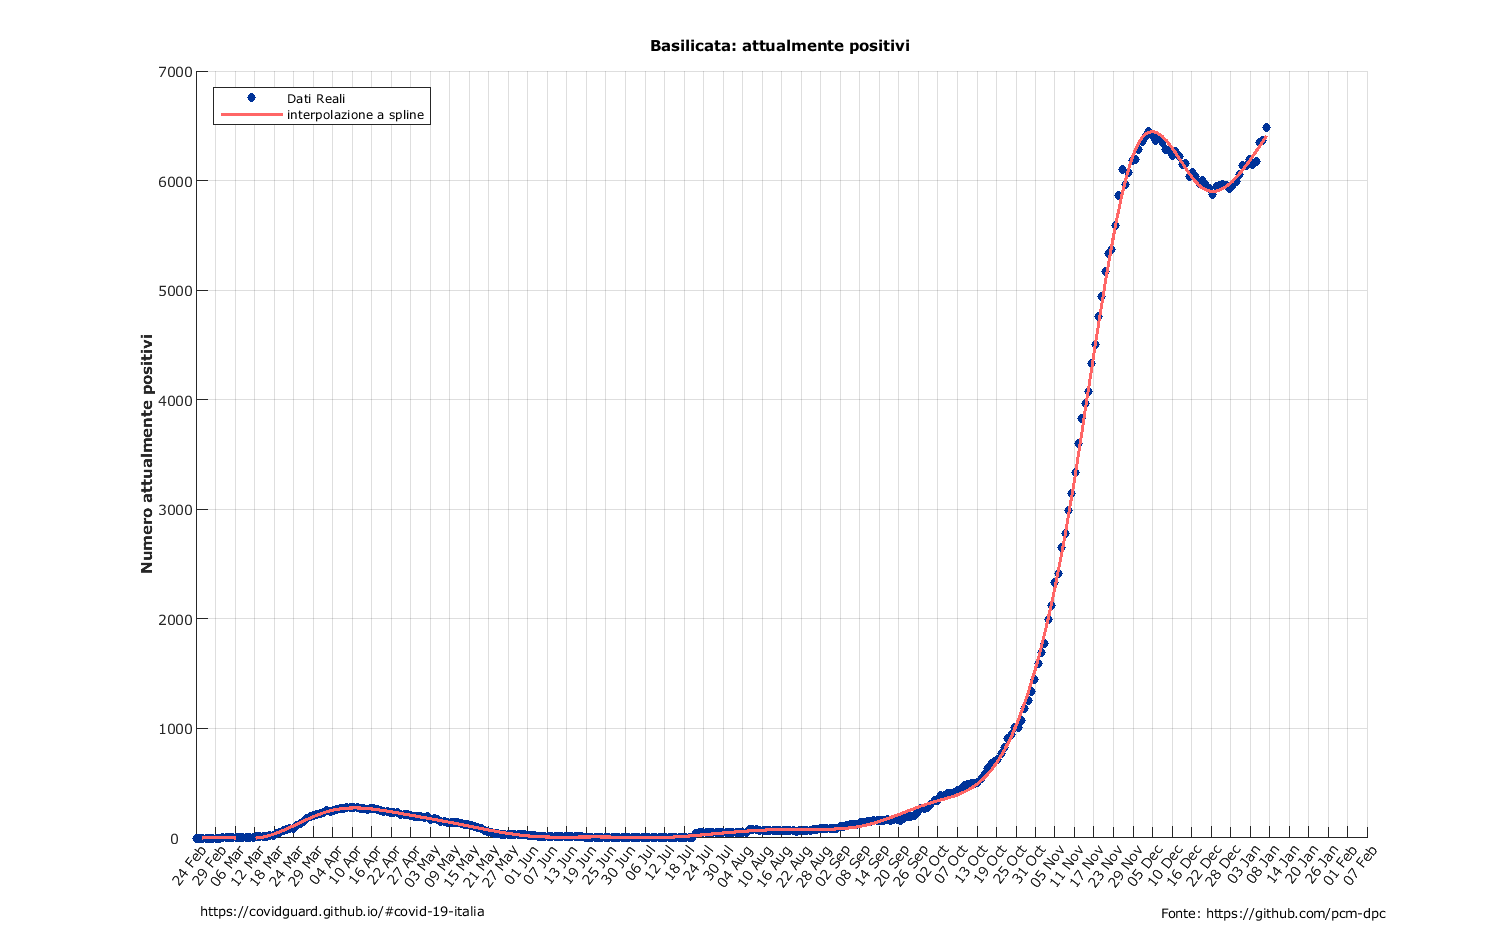 Basilicata: attualmente positivi
Dati Reali
interpolazione a spline
Numero attualmente positivi
7000
6000
5000
4000
3000
2000
1000
0
24 Feb
29 Feb
06 Mar
12 Mar
18 Mar
24 Mar
29 Mar
04 Apr
10 Apr
16 Apr
22 Apr
27 Apr
03 May
09 May
15 May
21 May
27 May
01 Jun
07 Jun
13 Jun
19 Jun
25 Jun
30 Jun
06 Jul
12 Jul
18 Jul
24 Jul
30 Jul
04 Aug
10 Aug
16 Aug
22 Aug
28 Aug
02 Sep
08 Sep
14 Sep
20 Sep
26 Sep
02 Oct
07 Oct
13 Oct
19 Oct
25 Oct
31 Oct
05 Nov
11 Nov
17 Nov
23 Nov
29 Nov
05 Dec
10 Dec
16 Dec
22 Dec
28 Dec
03 Jan
08 Jan
14 Jan
20 Jan
26 Jan
01 Feb
07 Feb
https://covidguard.github.io/#covid-19-italia
Fonte: https://github.com/pcm-dpc